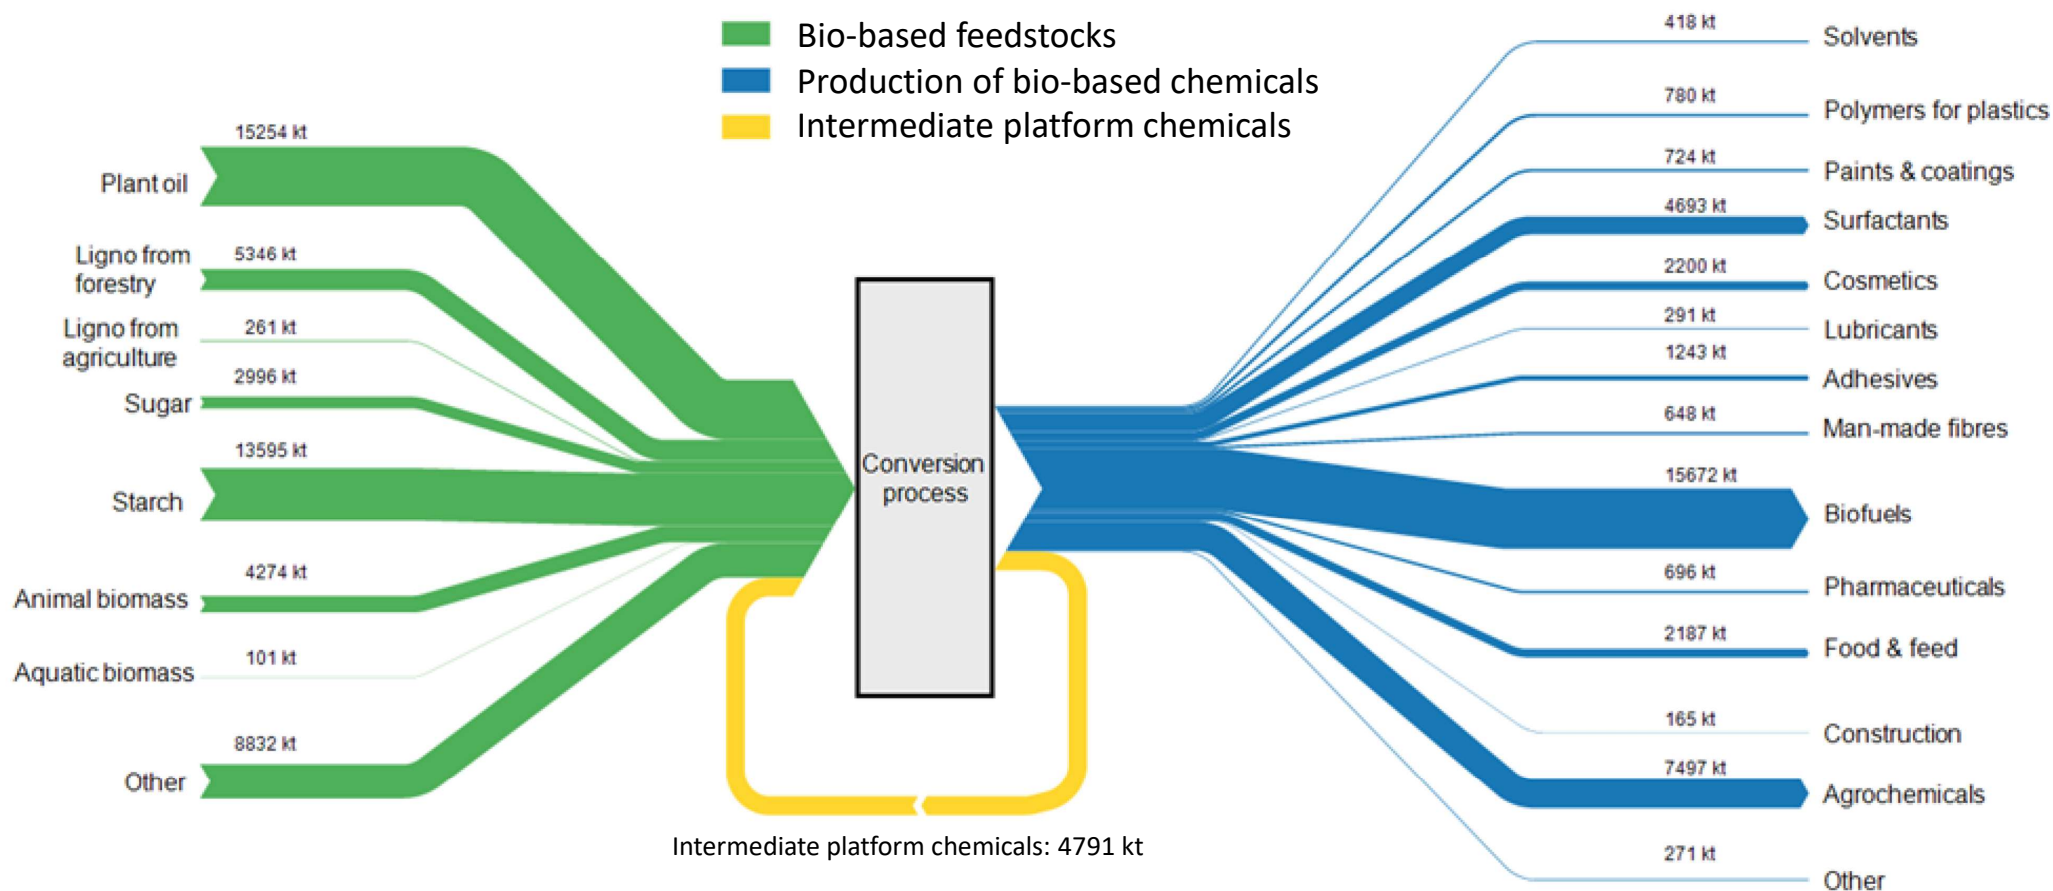 Bio-based feedstocks
Production of bio-based chemicals
Intermediate platform chemicals
15254 kt
Plant oil
5346 kt
Ligno from
forestry
261 kt
Ligno from
agriculture
2996 kt
Sugar
13595 kt
Starch
4274 kt
Animal biomass
101 kt
Aquatic biomass
8832 kt
Other
Conversion
process
Intermediate platform chemicals: 4791 kt
418 kt
Solvents
780 kt
Polymers for plastics
724 kt
Paints & coatings
4693 kt
Surfactants
2200 kt
Cosmetics
291 kt
Lubricants
1243 kt
Adhesives
648 kt
Man-made fibres
15672 kt
Biofuels
696 kt
Pharmaceuticals
2187 kt
Food & feed
165 kt
Construction
7497 kt
Agrochemicals
271 kt
Other